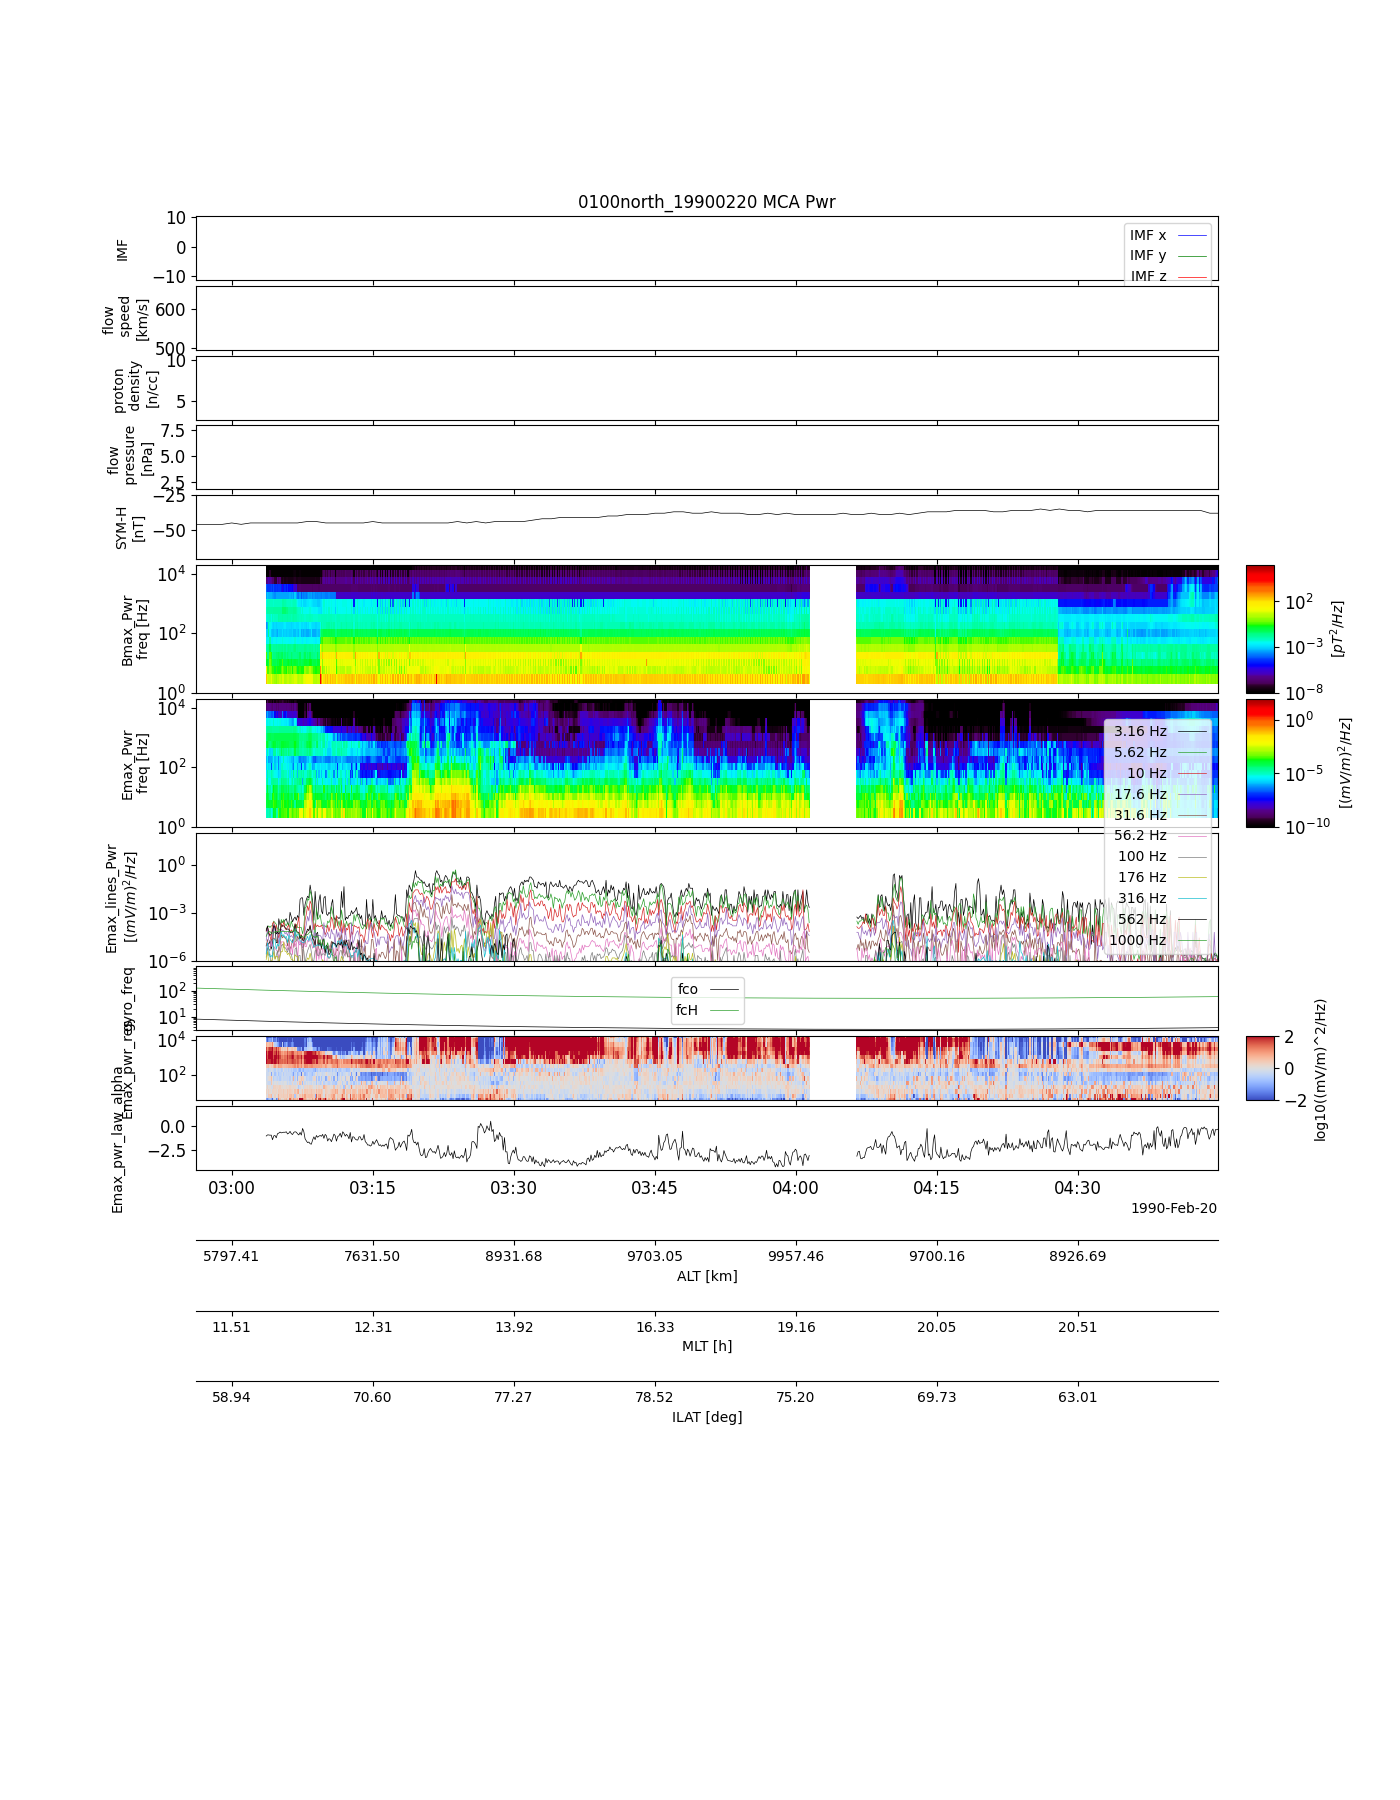 0100north_19900220 MCA Pwr
10
0
−10
IMF
IMF x
IMF y
IMF z
600
500
flow
speed
[km/s]
10
5
proton
density
[n/cc]
7.5
5.0
2.5
flow
pressure
[nPa]
−25
−50
SYM-H
[nT]
10^4
10^2
10^0
Bmax_Pwr
freq [Hz]
10^2
10^−3
10^−8
[pT^2/Hz]
10^4
10^2
10^0
Emax_Pwr
freq [Hz]
10^0
10^−5
10^−10
[(mV/m)^2/Hz]
3.16 Hz
5.62 Hz
10 Hz
17.6 Hz
31.6 Hz
56.2 Hz
100 Hz
176 Hz
316 Hz
562 Hz
1000 Hz
10^0
10^−3
10^−6
Emax_lines_Pwr
[(mV/m)^2/Hz]
10^2
10^1
gyro_freq
fco
fcH
10^4
10^2
Emax_pwr_reg
2
0
−2
log10((mV/m)^2/Hz)
0.0
−2.5
Emax_pwr_law_alpha
03:00 03:15 03:30 03:45 04:00 04:15 04:30
1990-Feb-20
5797.41 7631.50 8931.68 9703.05 9957.46 9700.16 8926.69
ALT [km]
11.51 12.31 13.92 16.33 19.16 20.05 20.51
MLT [h]
58.94 70.60 77.27 78.52 75.20 69.73 63.01
ILAT [deg]